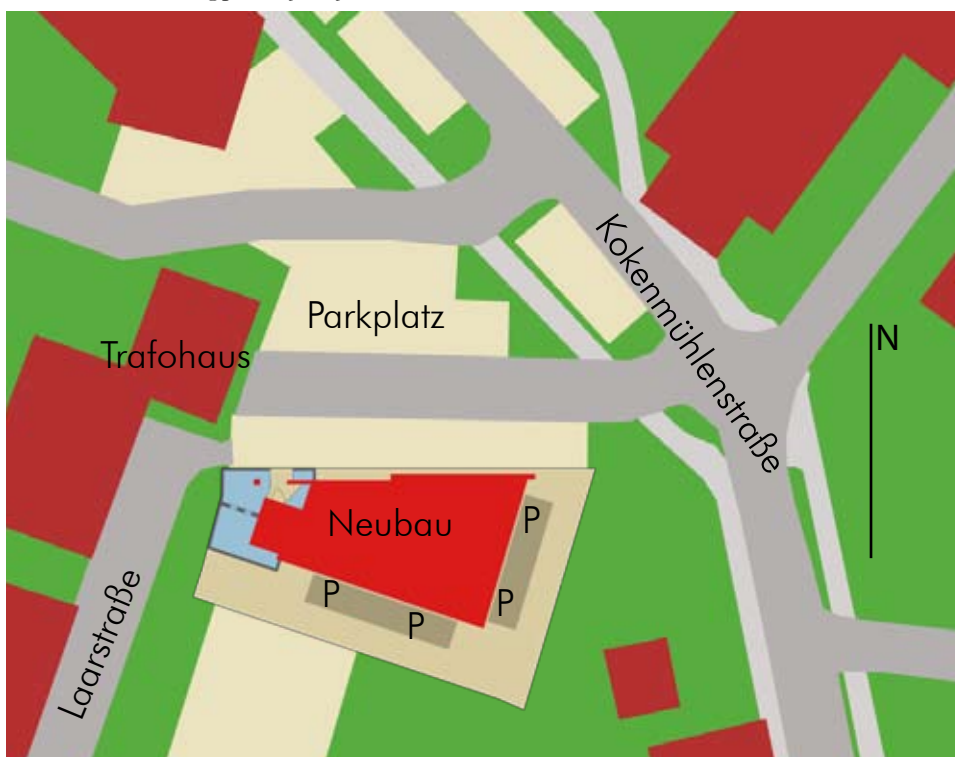 Kokenmühlenstraße
Parkplatz
N
Trafohaus
Neubau
P
P
P
P
Laarstraße